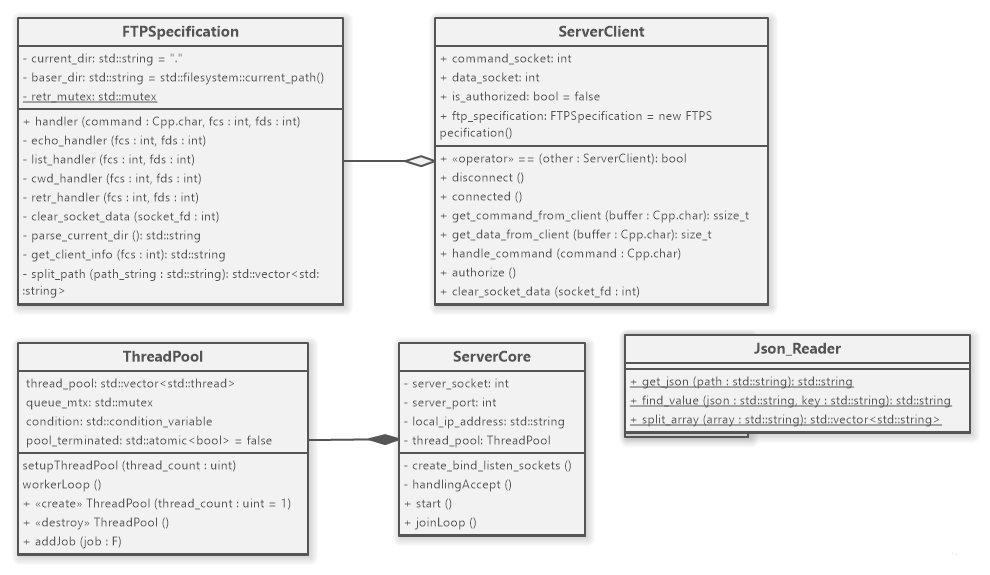 FTPSpecification
- current_dir: std::string = "."
- baser_dir: std::string = std::filesystem::current_path()
- retr_mutex: std::mutex
+ handler (command : Cpp.char, fcs : int, fds : int)
- echo_handler (fcs : int, fds : int)
- list_handler (fcs : int, fds : int)
- cwd_handler (fcs : int, fds : int)
- retr_handler (fcs : int, fds : int)
- clear_socket_data (socket_fd : int)
- parse_current_dir (): std::string
- get_client_info (fcs : int): std::string
- split_path (path_string : std::string): std::vector<std:
:string>
ServerClient
+ command_socket: int
+ data_socket: int
+ is_authorized: bool = false
+ ftp_specification: FTPSpecification = new FTPS
pecification()
+ «operator» == (other : ServerClient): bool
+ disconnect ()
+ connected ()
+ get_command_from_client (buffer : Cpp.char): ssize_t
+ get_data_from_client (buffer : Cpp.char): size_t
+ handle_command (command : Cpp.char)
+ authorize ()
+ clear_socket_data (socket_fd : int)
ThreadPool
thread_pool: std::vector<std::thread>
queue_mtx: std::mutex
condition: std::condition_variable
pool_terminated: std::atomic<bool> = false
setupThreadPool (thread_count : uint)
workerLoop ()
+ «create» ThreadPool (thread_count : uint = 1)
+ «destroy» ThreadPool ()
+ addJob (job : F)
ServerCore
- server_socket: int
- server_port: int
- local_ip_address: std::string
- thread_pool: ThreadPool
- create_bind_listen_sockets ()
- handlingAccept ()
+ start ()
+ joinLoop ()
Json_Reader
+ get_json (path : std::string): std::string
+ find_value (json : std::string, key : std::string): std::string
+ split_array (array : std::string): std::vector<std::string>